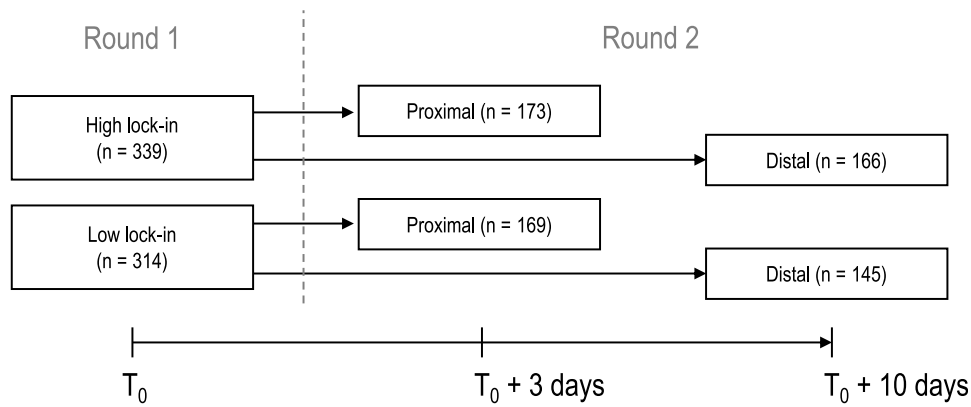 Round 1
Round 2
High lock-in
(n = 339)
Proximal (n = 173)
Distal (n = 166)
Low lock-in
(n = 314)
Proximal (n = 169)
Distal (n = 145)
T₀
T₀ + 3 days
T₀ + 10 days